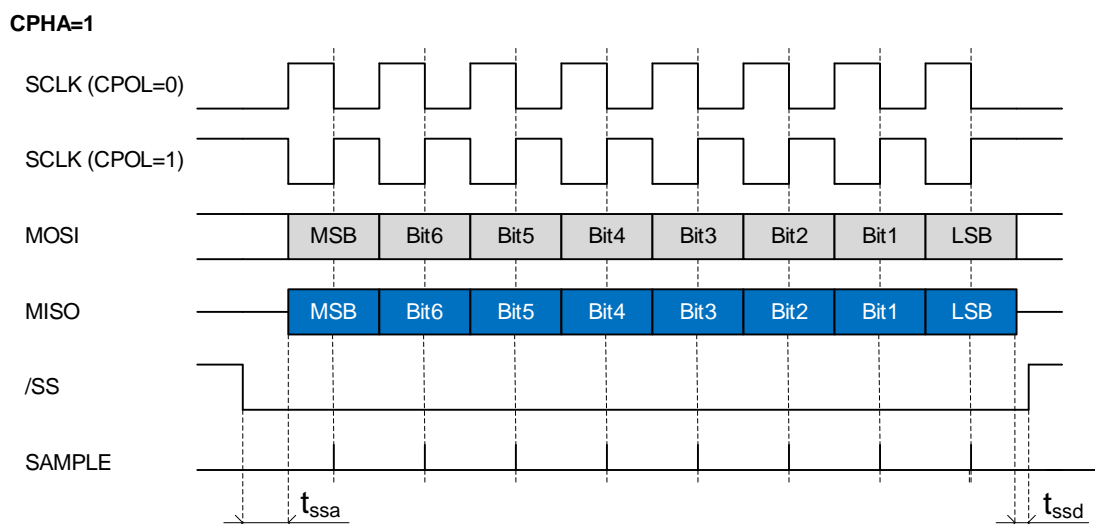 CPHA=1
SCLK (CPOL=0)
SCLK (CPOL=1)
MOSI MSB Bit6 Bit5 Bit4 Bit3 Bit2 Bit1 LSB
MISO MSB Bit6 Bit5 Bit4 Bit3 Bit2 Bit1 LSB
/SS
SAMPLE
tssa tssd